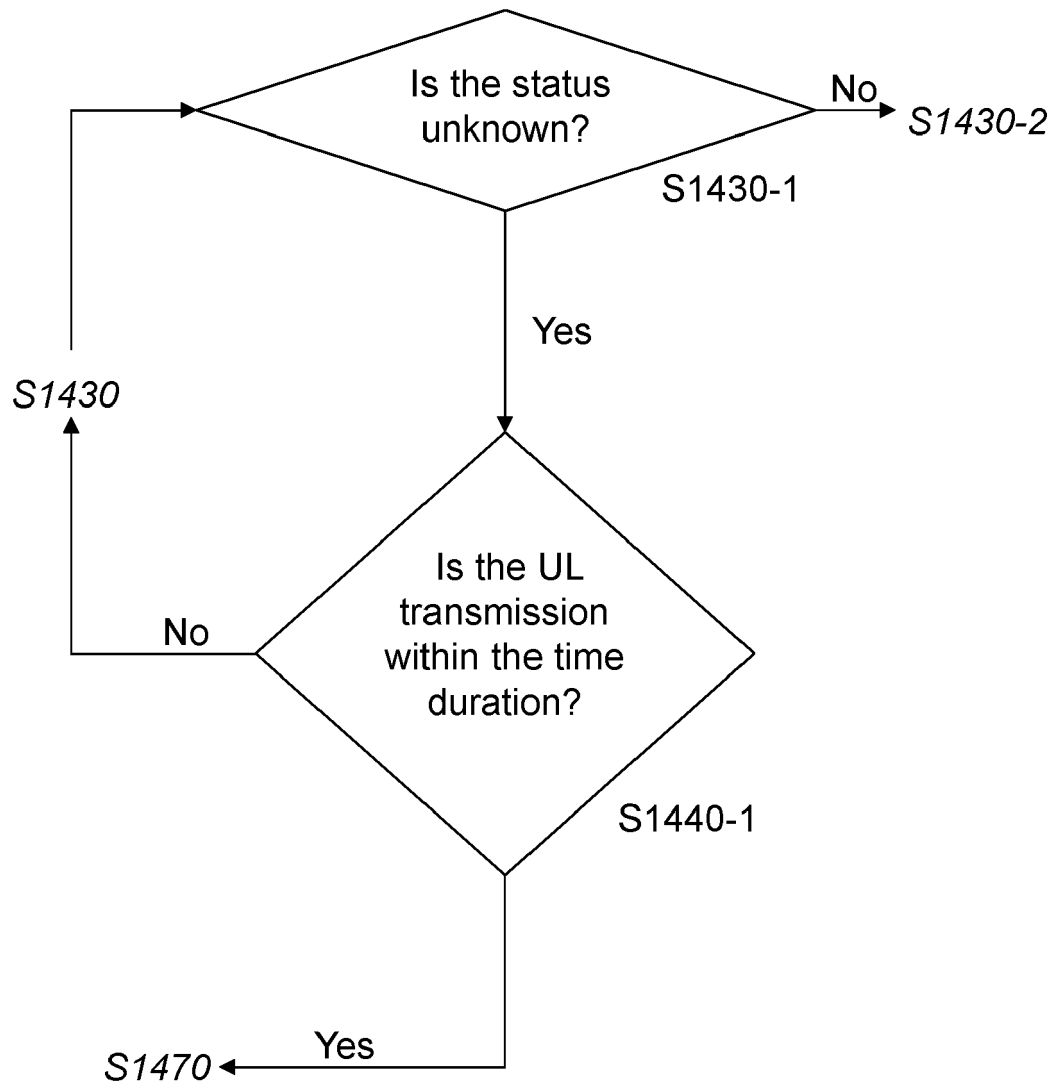 Is the status
unknown?
No
S1430-2
S1430-1
Yes
S1430
Is the UL
transmission
within the time
duration?
No
S1440-1
Yes
S1470